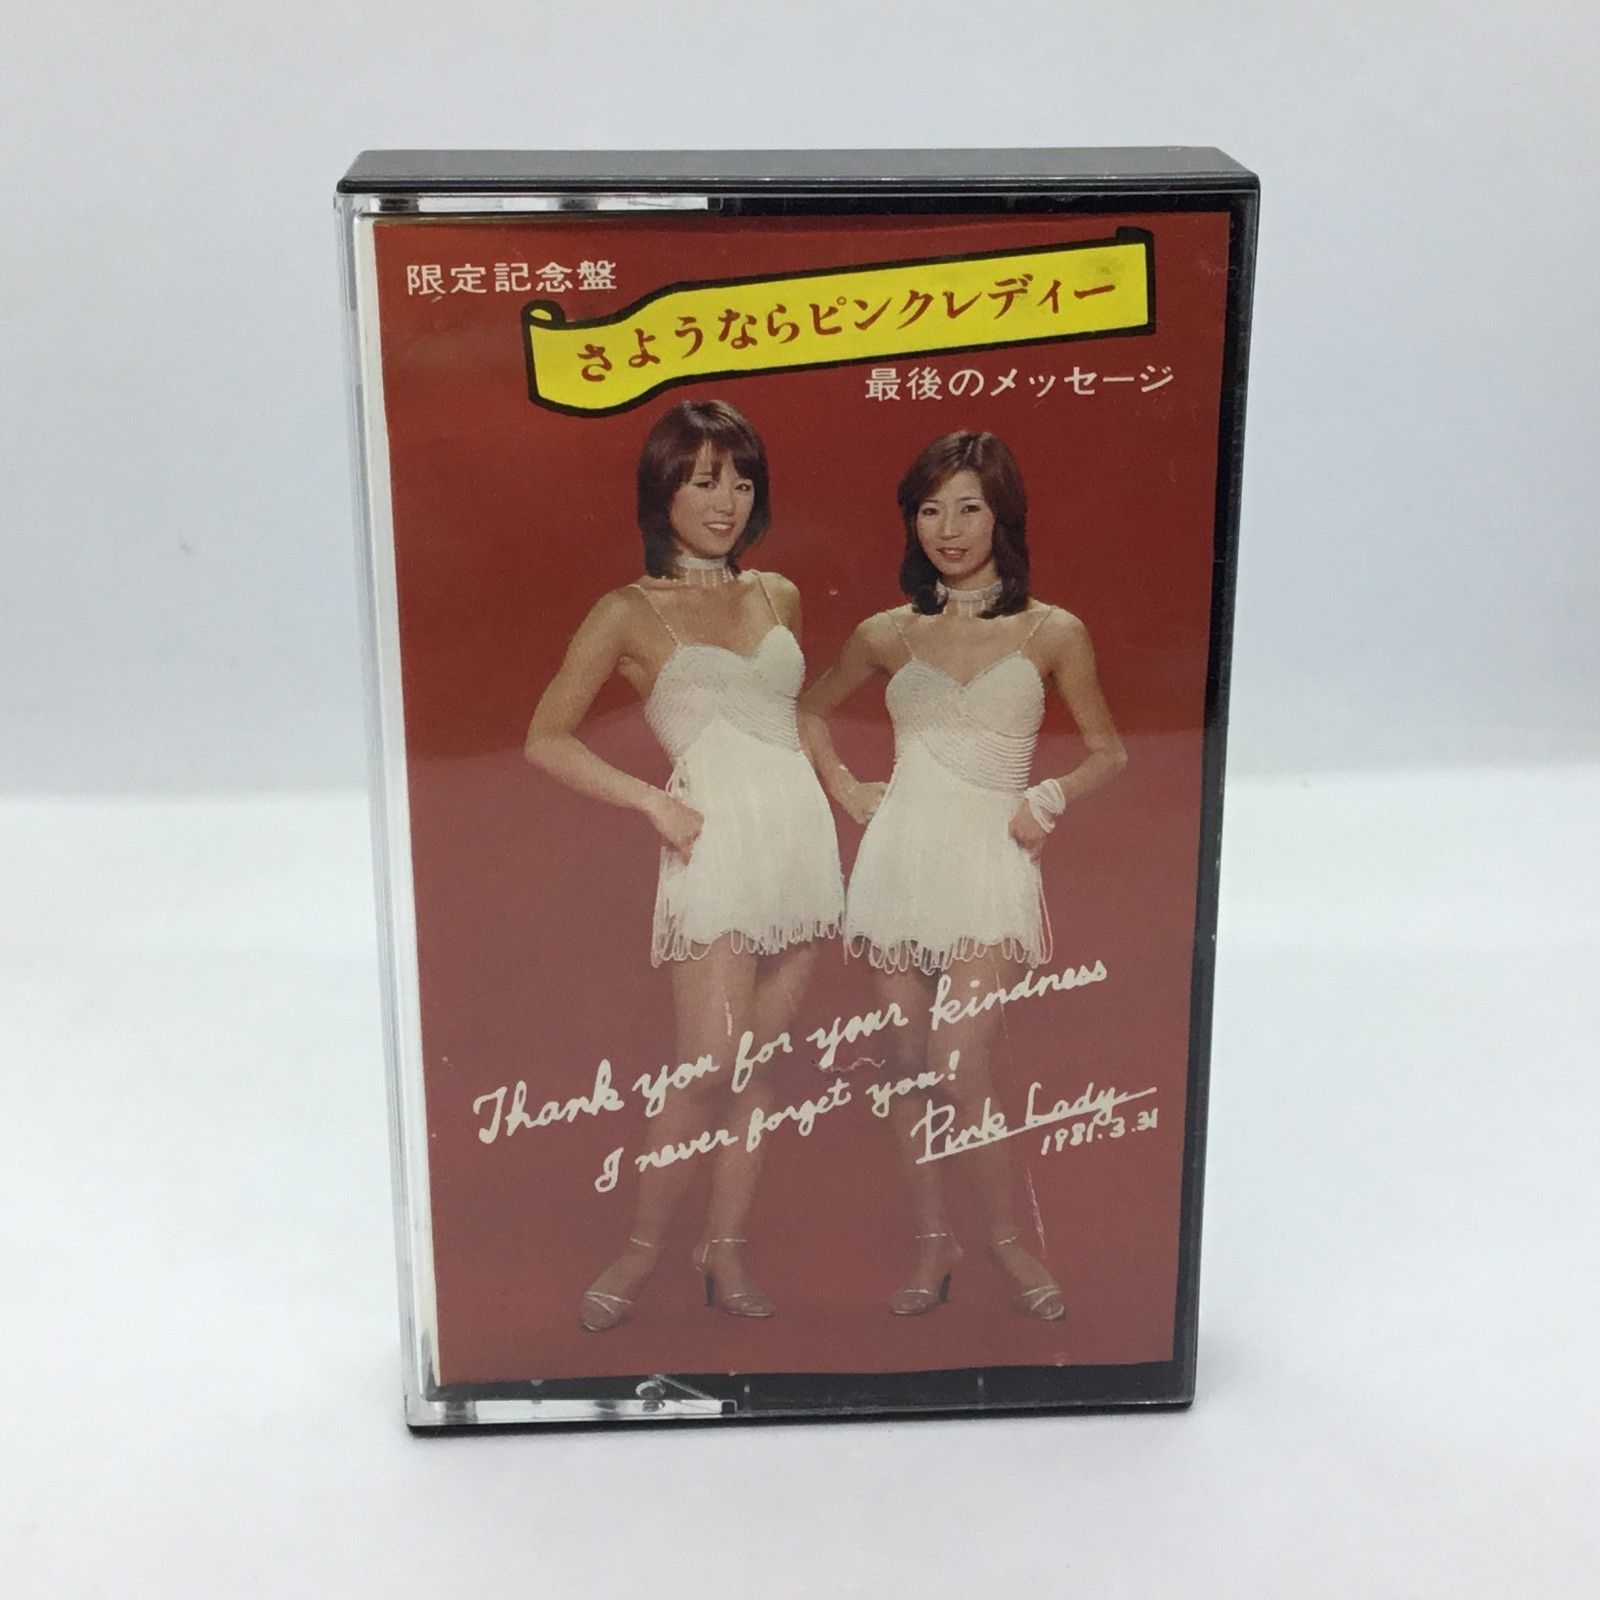 限定記念盤
さようならピンクレディー
最後のメッセージ
Thank you for your kindness
I never forget you!
Pink Lady
1981.3.31